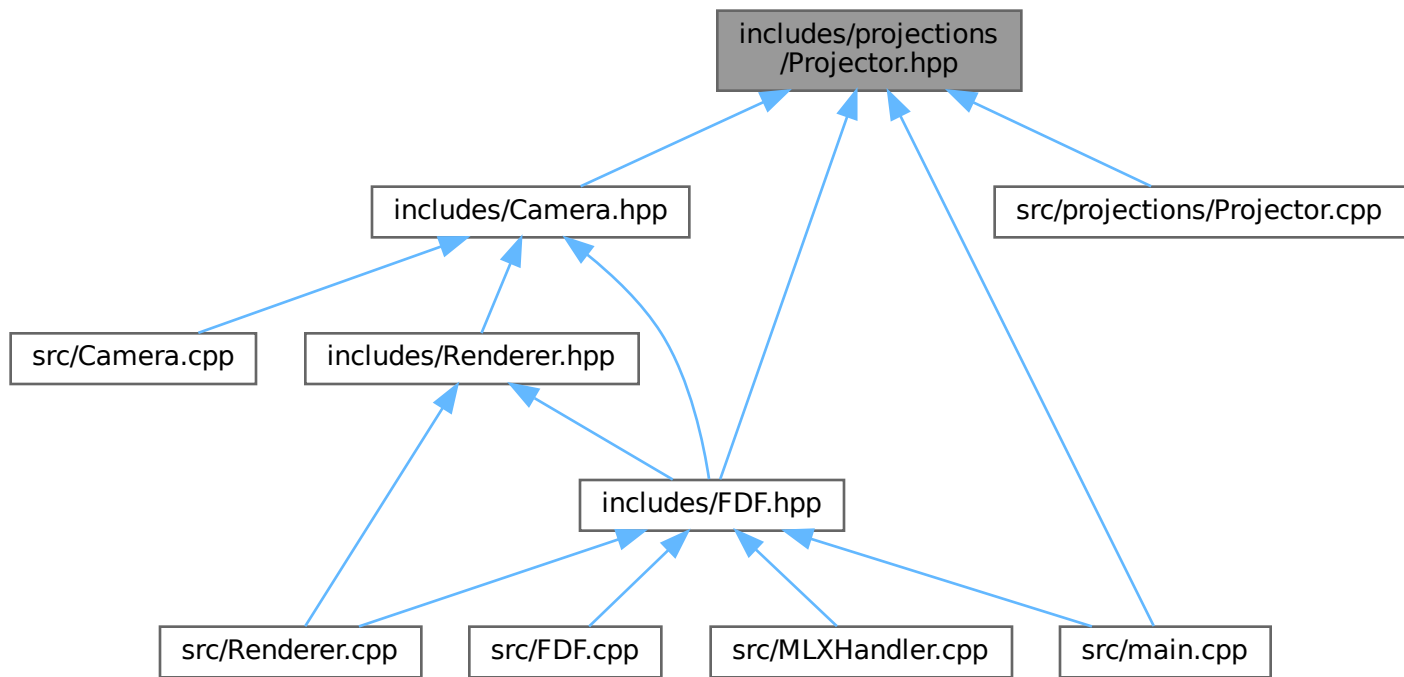 includes/projections
/Projector.hpp
includes/Camera.hpp
src/projections/Projector.cpp
src/Camera.cpp
includes/Renderer.hpp
includes/FDF.hpp
src/Renderer.cpp
src/FDF.cpp
src/MLXHandler.cpp
src/main.cpp